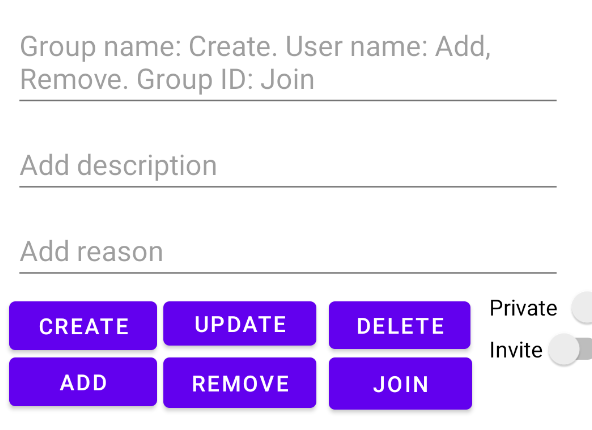 Group name: Create. User name: Add,
Remove. Group ID: Join
Add description
Add reason
CREATE UPDATE DELETE Private
ADD REMOVE JOIN Invite